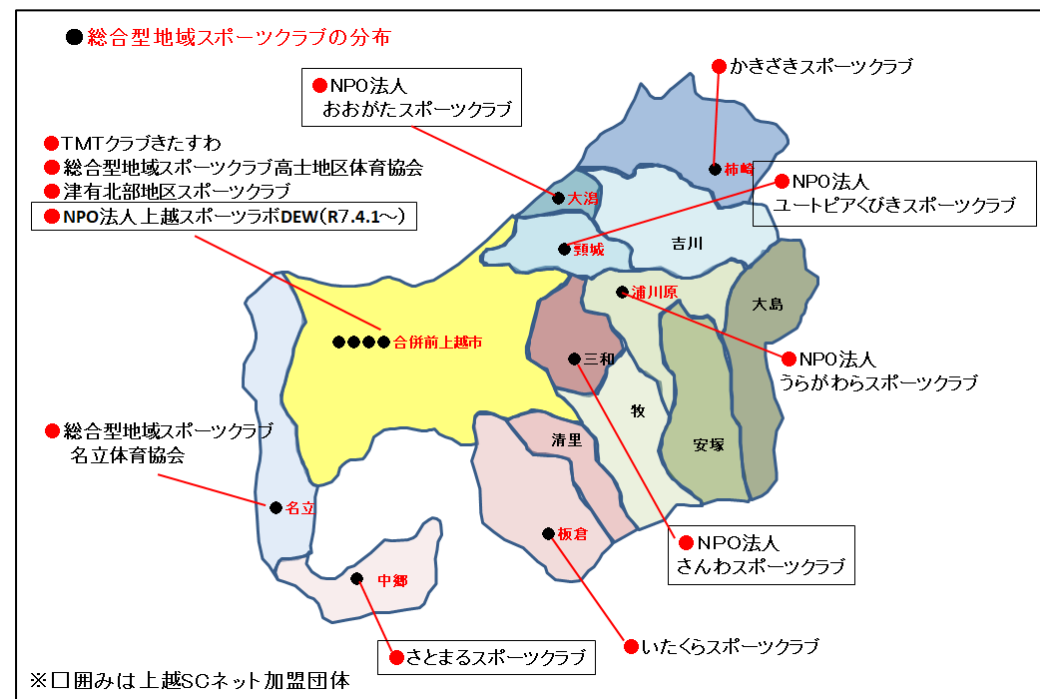 ●総合型地域スポーツクラブの分布
●かきざきスポーツクラブ
●NPO法人
おおがたスポーツクラブ
●TMTクラブきたすわ
●総合型地域スポーツクラブ高士地区体育協会
●津有北部地区スポーツクラブ
●NPO法人上越スポーツラボDEW(R7.4.1~)
柿崎
●NPO法人
ユートピアくびきスポーツクラブ
大潟
吉川
頸城
浦川原
大島
合併前上越市
三和
●NPO法人
うらがわらスポーツクラブ
牧
清里
安塚
●総合型地域スポーツクラブ
名立体育協会
名立
板倉
●NPO法人
さんわスポーツクラブ
中郷
●さとまるスポーツクラブ
●いたくらスポーツクラブ
※口囲みは上越SCネット加盟団体